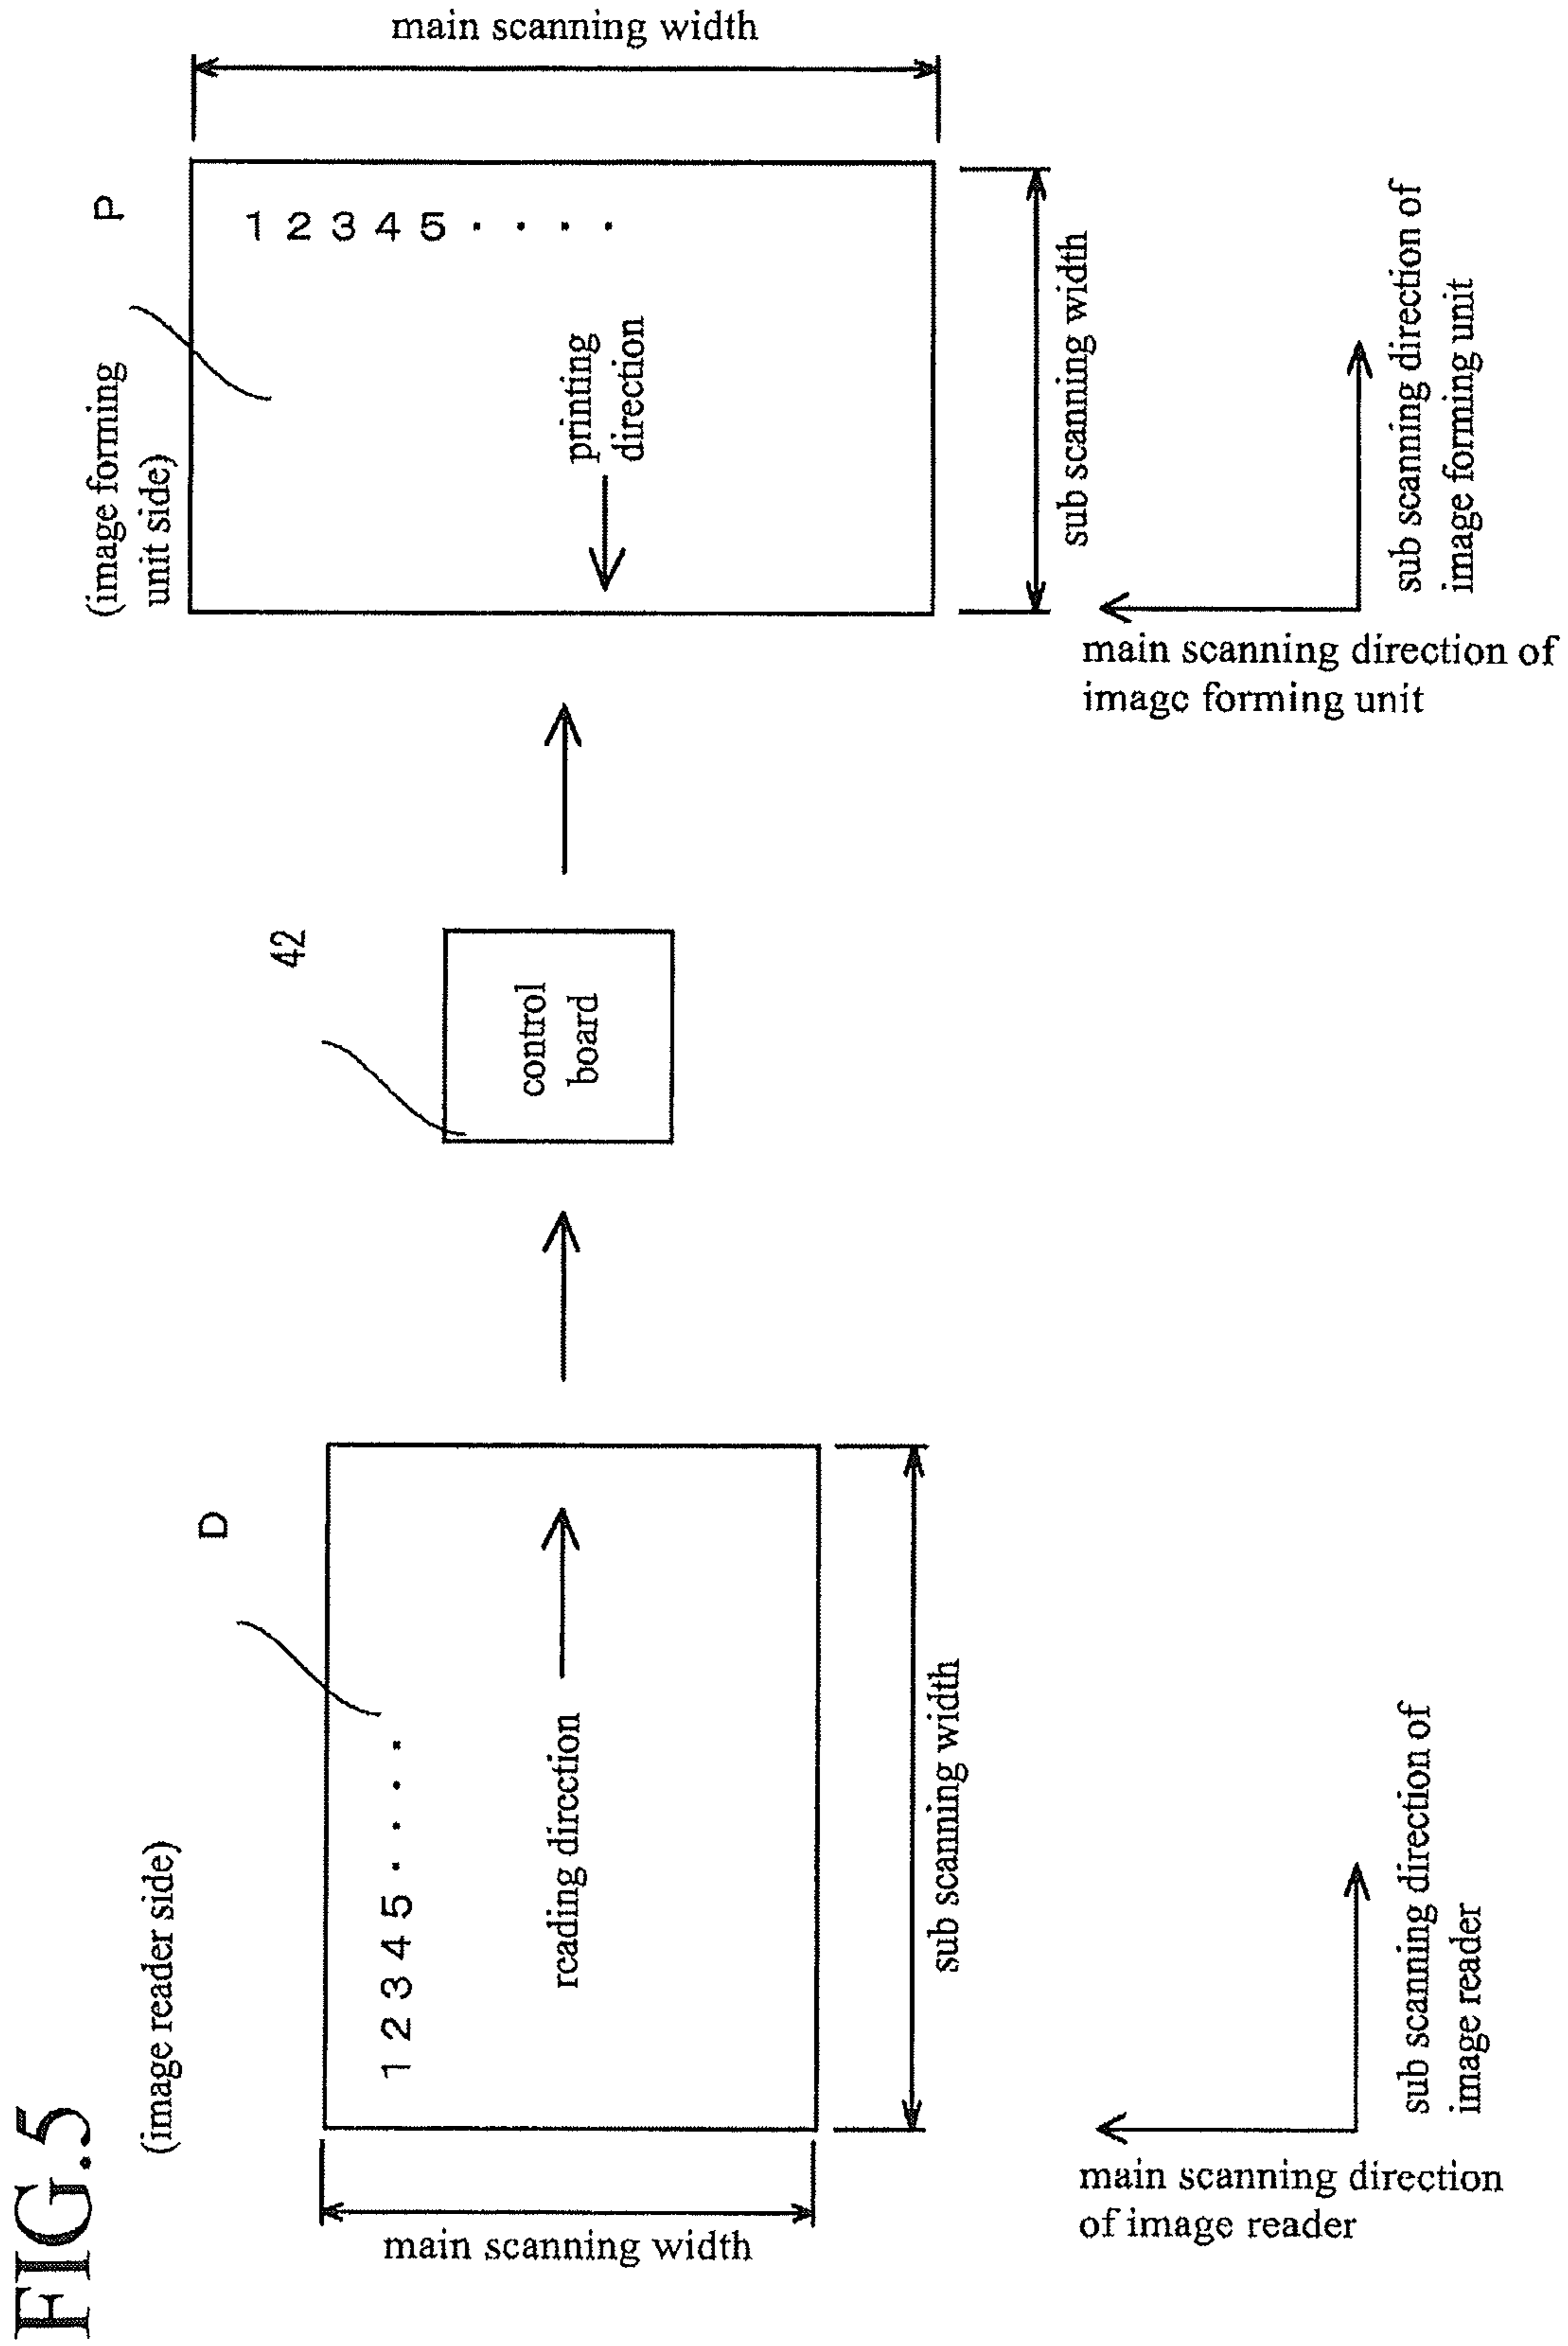 FIG.5
(image reader side)
D
1 2 3 4 5 · · · ·
reading direction
main scanning width
sub scanning width
main scanning direction
of image reader
sub scanning direction of
image reader
42
control
board
(image forming
unit side)
P
1 2 3 4 5 · · · ·
printing
direction
main scanning width
sub scanning width
main scanning direction of
image forming unit
sub scanning direction of
image forming unit